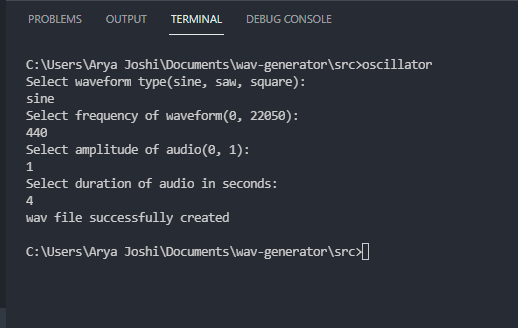 PROBLEMS OUTPUT TERMINAL DEBUG CONSOLE
C:\Users\Arya Joshi\Documents\wav-generator\src>oscillator
Select waveform type(sine, saw, square):
sine
Select frequency of waveform(0, 22050):
440
Select amplitude of audio(0, 1):
1
Select duration of audio in seconds:
4
wav file successfully created
C:\Users\Arya Joshi\Documents\wav-generator\src>